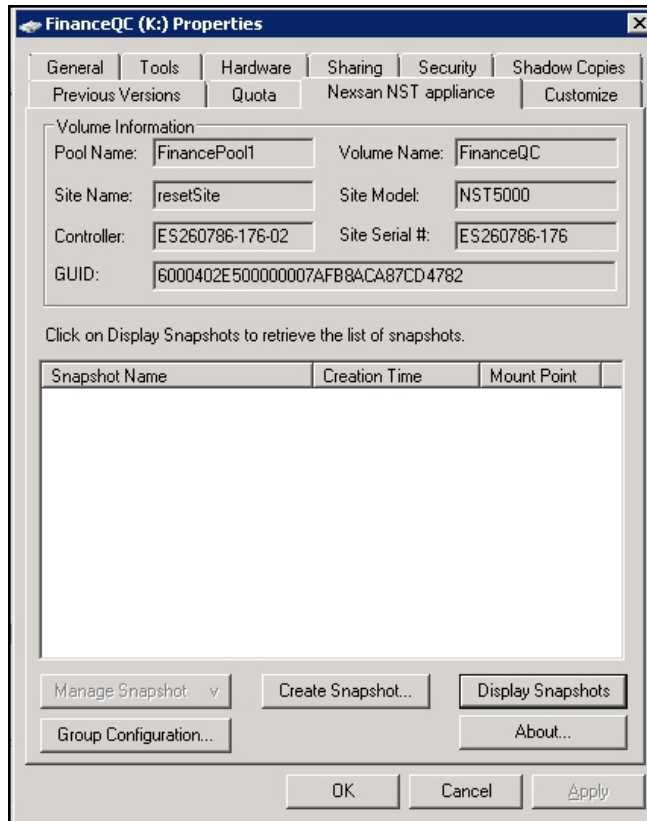 FinanceQC (K:) Properties
General Tools Hardware Sharing Security Shadow Copies
Previous Versions Quota Nexsan NST appliance Customize
Volume Information
Pool Name: FinancePool1 Volume Name: FinanceQC
Site Name: resetSite Site Model: NST5000
Controller: ES260786-176-02 Site Serial #: ES260786-176
GUID: 6000402E500000007AFB8ACA87CD4782
Click on Display Snapshots to retrieve the list of snapshots.
Snapshot Name Creation Time Mount Point
Manage Snapshot v Create Snapshot... Display Snapshots
Group Configuration... About...
OK Cancel Apply